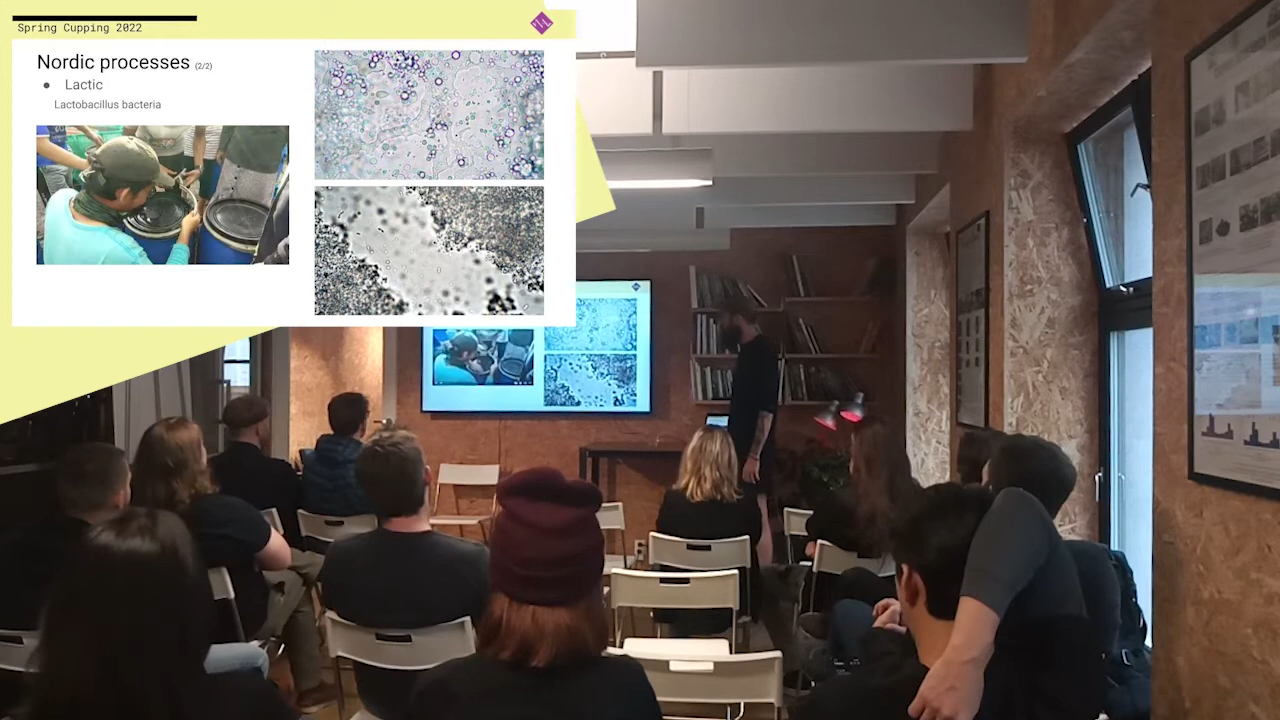 Spring Cupping 2022
Nordic processes (2/2)
● Lactic
Lactobacillus bacteria